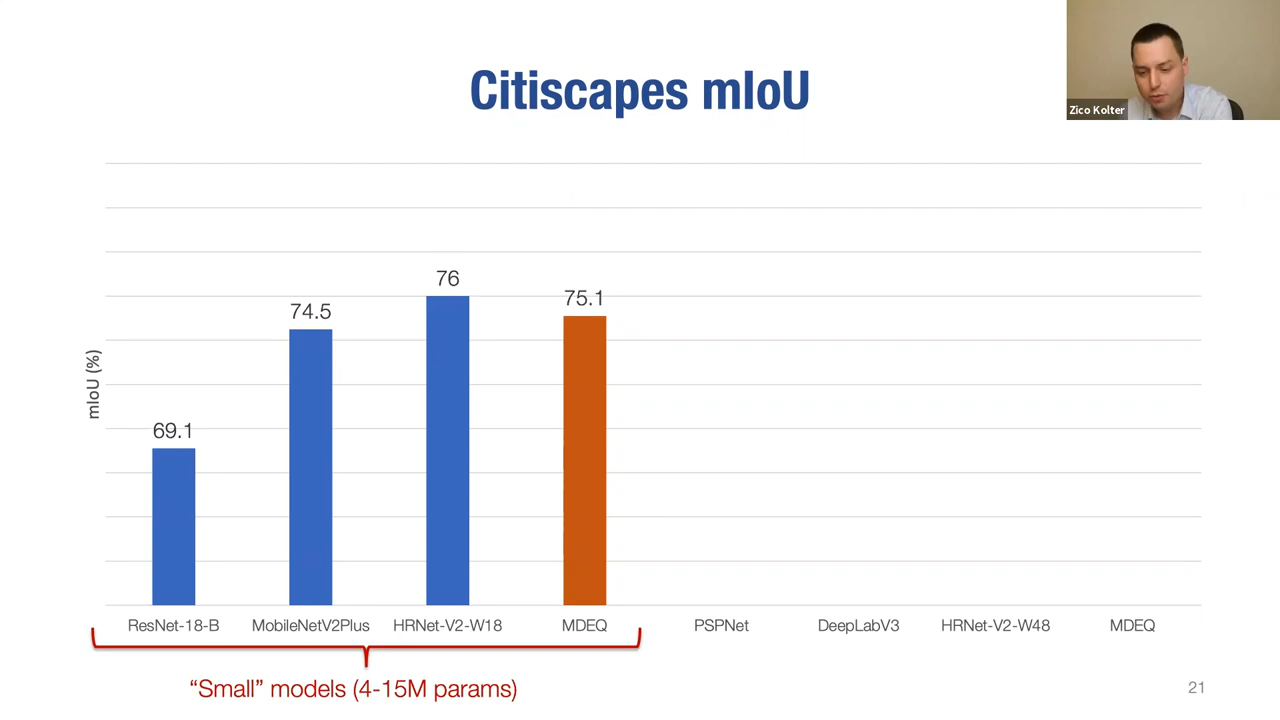 Citiscapes mIoU
Zico Kolter
mIoU (%)
69.1
74.5
76
75.1
ResNet-18-B
MobileNetV2Plus
HRNet-V2-W18
MDEQ
PSPNet
DeepLabV3
HRNet-V2-W48
MDEQ
“Small” models (4-15M params)
21